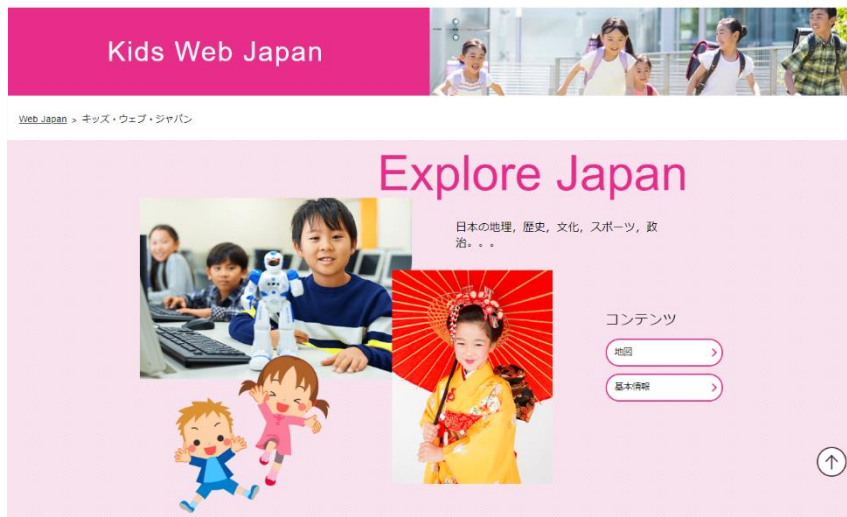 Kids Web Japan
Web Japan > キッズ・ウェブ・ジャパン
Explore Japan
日本の地理, 歴史, 文化, スポーツ, 政
治。。。
コンテンツ
地図
基本情報